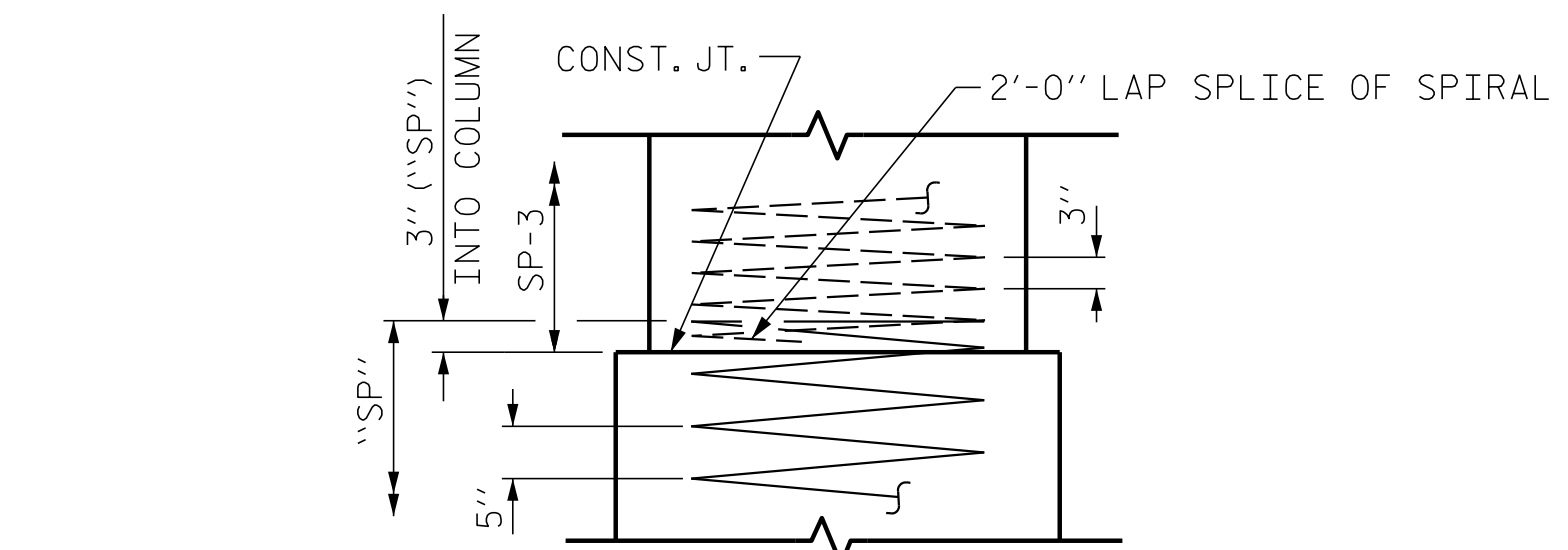 CONST. JT.
2'-0" LAP SPLICE OF SPIRAL
3" (``SP'')
INTO COLUMN
SP-3
3"
``SP''
5"